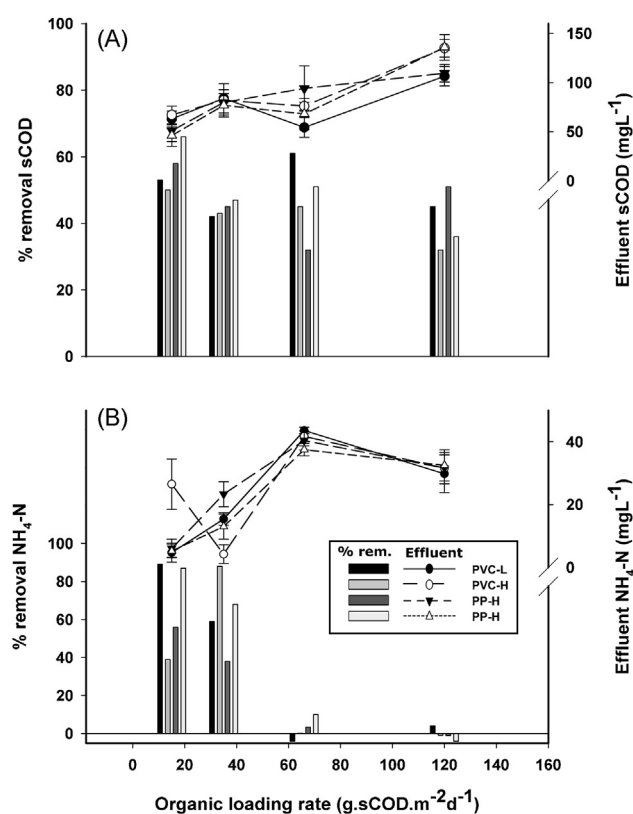 (A)
100
80
60
40
20
0
% removal sCOD
150
100
50
0
Effluent sCOD (mgL⁻¹)
(B)
100
80
60
40
20
0
% removal NH₄-N
40
20
0
Effluent NH₄-N (mgL⁻¹)
% rem. Effluent
PVC-L
PVC-H
PP-H
PP-H
0 20 40 60 80 100 120 140 160
Organic loading rate (g.sCOD.m⁻²d⁻¹)